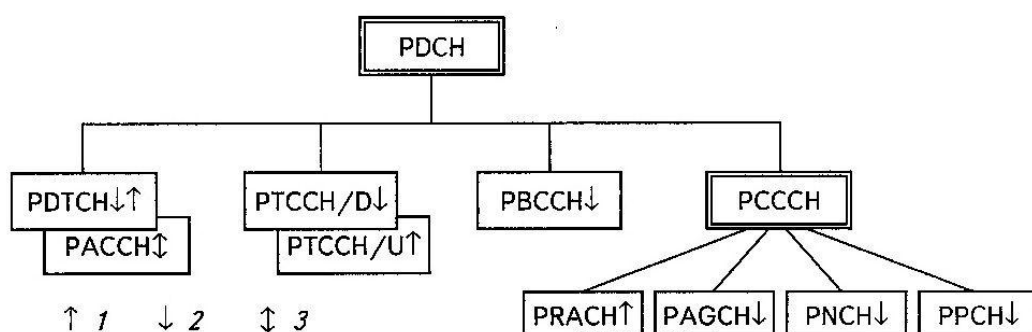 PDCH
PDTCH↓↑
PTCCH/D↓
PBCCH↓
PCCCH
PACCH↕
PTCCH/U↑
↑ 1 ↓ 2 ↕ 3
PRACH↑
PAGCH↓
PNCH↓
PPCH↓